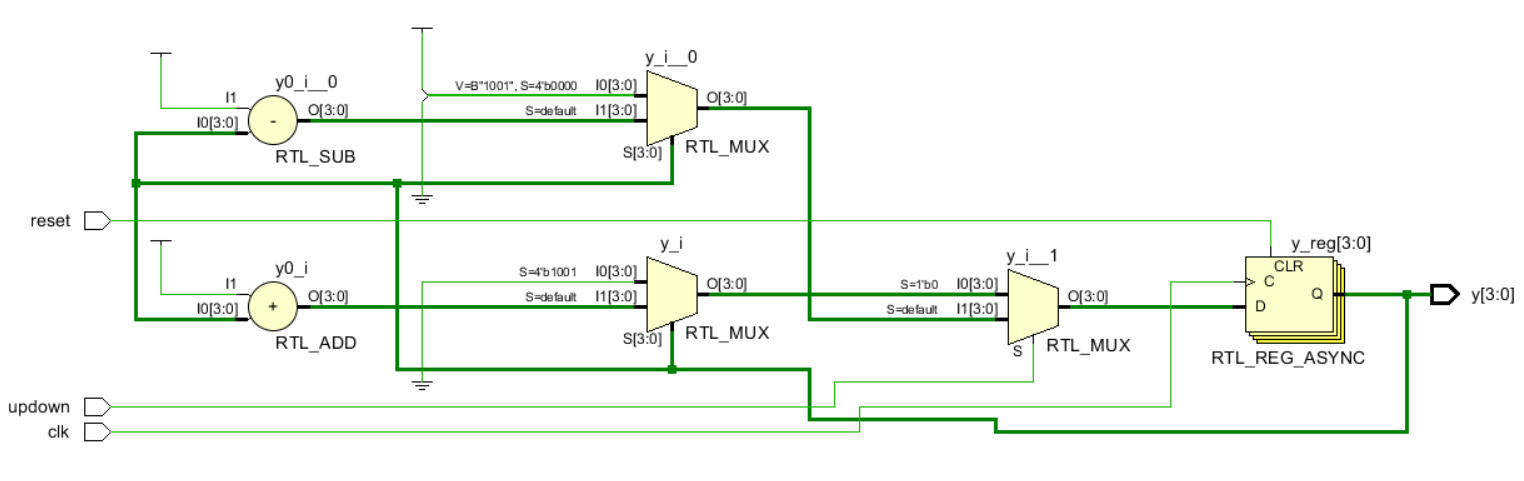 y_i__0
y0_i__0
V=B"1001", S=4'b0000 I0[3:0]
I1
O[3:0]
O[3:0]
S=default I1[3:0]
I0[3:0]
-
RTL_MUX
S[3:0]
RTL_SUB
reset
y_i
y_reg[3:0]
y_i__1
y0_i
S=4'b1001 I0[3:0]
CLR
C
I1
O[3:0]
O[3:0]
S=1'b0 I0[3:0]
O[3:0]
Q
y[3:0]
S=default I1[3:0]
D
I0[3:0]
+
S=default I1[3:0]
RTL_MUX
S[3:0]
RTL_ADD
S
RTL_MUX
RTL_REG_ASYNC
updown
clk